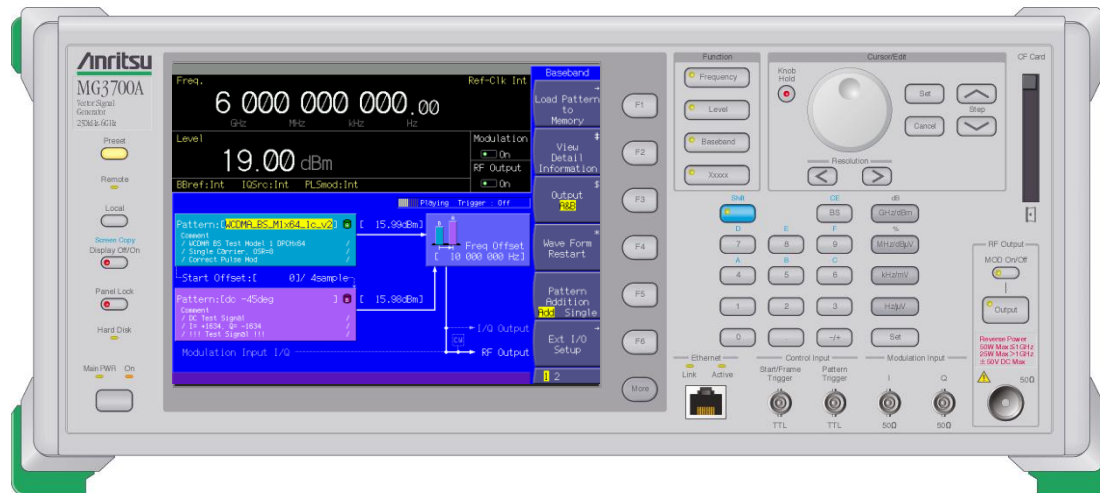 Anritsu
MG3700A
Vector Signal
Generator
250kHz-6GHz
Preset
Remote
Local
Screen Copy
Display Off/On
Panel Lock
Hard Disk
Main PWR On
Freq. Ref-Clk Int
6 000 000 000.00
GHz MHz kHz Hz
Level
19.00 dBm
Modulation
On
RF Output
On
BBref:Int IQSrc:Int PLSmod:Int
Playing Trigger : Off
Pattern:[WCDMA_BS_M1x64_1c_v2] [ 15.99dBm]
Comment
/ WCDMA BS Test Model 1 DPCHx64 /
/ Single Carrier, OSR=8 /
/ Correct Pulse Mod /
A B
Freq Offset
[ 10 000 000 Hz]
Start Offset:[ 0]/ 4sample
Pattern:[dc -45deg ] B [ 15.98dBm]
Comment
/ DC Test Signal /
/ I= +1634, Q= -1634 /
/ !!! Test Signal !!! /
I/Q Output
CW
Modulation Input I/Q RF Output
Baseband
Load Pattern
to
Memory
View
Detail
Information
Output
A&B
Wave Form
Restart
Pattern
Addition
Add Single
Ext I/O
Setup
1 2
F1
F2
F3
F4
F5
F6
More
Function
Frequency
Level
Baseband
Xxxxx
Cursor/Edit
Knob
Hold
Set
Cancel
Step
Resolution
< >
CF Card
Shift CE dB
BS GHz/dBm
D E F %
7 8 9 MHz/dBµV
A B C
4 5 6 kHz/mV
1 2 3 Hz/µV
0 . -/+ Set
RF Output
MOD On/Off
Output
Reverse Power
50W Max ≤1GHz
25W Max >1GHz
±50V DC Max
50Ω
Ethernet
Link Active
Control Input
Start/Frame
Trigger
Pattern
Trigger
TTL TTL
Modulation Input
I Q
50Ω 50Ω